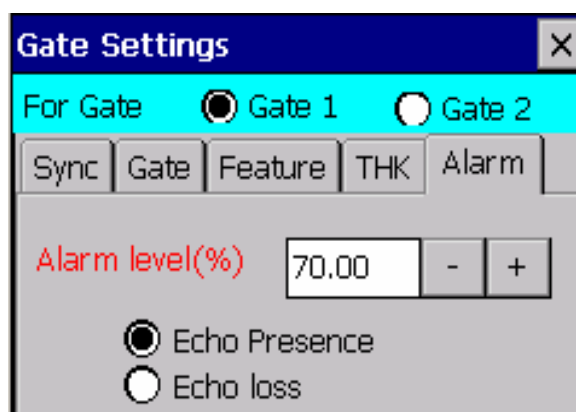 Gate Settings
For Gate Gate 1 Gate 2
Sync Gate Feature THK Alarm
Alarm level(%) 70.00 - +
Echo Presence
Echo loss